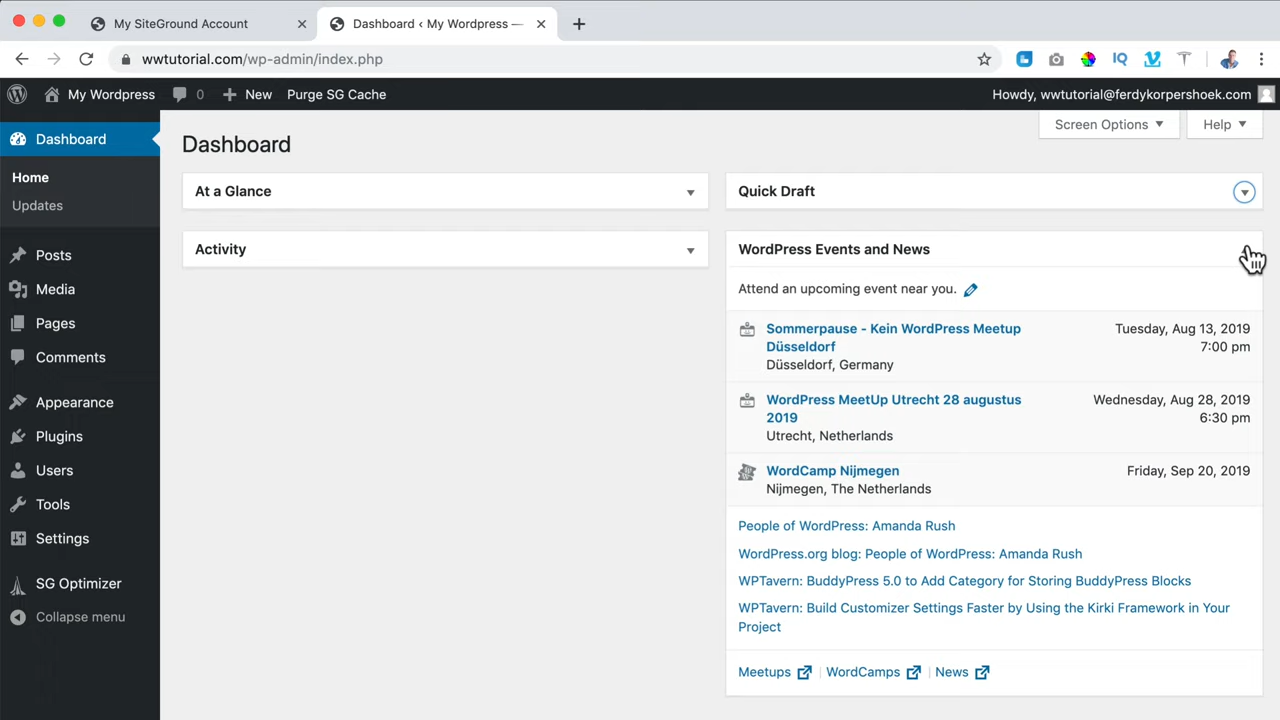 My SiteGround Account
Dashboard ‹ My Wordpress —
wwtutorial.com/wp-admin/index.php
My Wordpress
0
New
Purge SG Cache
Howdy, wwtutorial@ferdykorpershoek.com
Dashboard
Home
Updates
Posts
Media
Pages
Comments
Appearance
Plugins
Users
Tools
Settings
SG Optimizer
Collapse menu
Screen Options
Help
Dashboard
At a Glance
Activity
Quick Draft
WordPress Events and News
Attend an upcoming event near you.
Sommerpause - Kein WordPress Meetup
Düsseldorf
Düsseldorf, Germany
Tuesday, Aug 13, 2019
7:00 pm
WordPress MeetUp Utrecht 28 augustus
2019
Utrecht, Netherlands
Wednesday, Aug 28, 2019
6:30 pm
WordCamp Nijmegen
Nijmegen, The Netherlands
Friday, Sep 20, 2019
People of WordPress: Amanda Rush
WordPress.org blog: People of WordPress: Amanda Rush
WPTavern: BuddyPress 5.0 to Add Category for Storing BuddyPress Blocks
WPTavern: Build Customizer Settings Faster by Using the Kirki Framework in Your
Project
Meetups | WordCamps | News